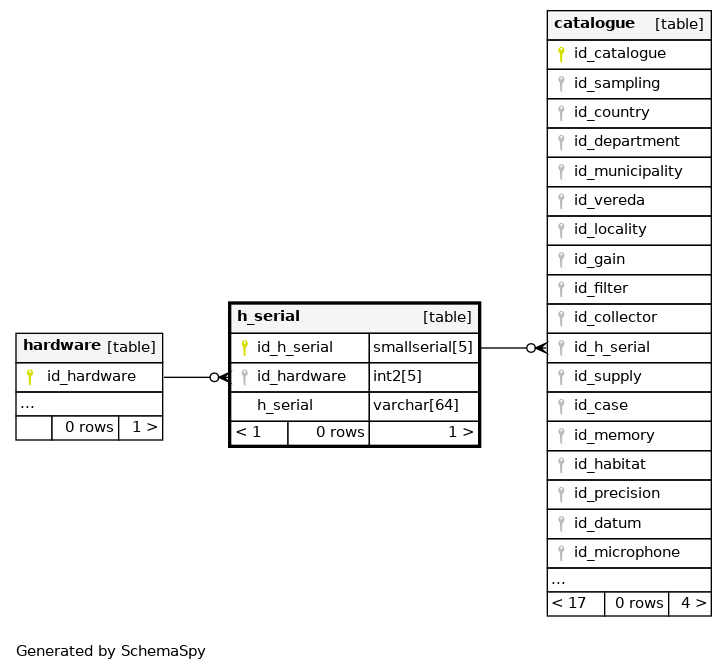 catalogue [table]
id_catalogue
id_sampling
id_country
id_department
id_municipality
id_vereda
id_locality
id_gain
id_filter
id_collector
id_h_serial
id_supply
id_case
id_memory
id_habitat
id_precision
id_datum
id_microphone
...
< 17 0 rows 4 >
h_serial [table]
id_h_serial smallserial[5]
id_hardware int2[5]
h_serial varchar[64]
< 1 0 rows 1 >
hardware [table]
id_hardware
...
0 rows 1 >
Generated by SchemaSpy